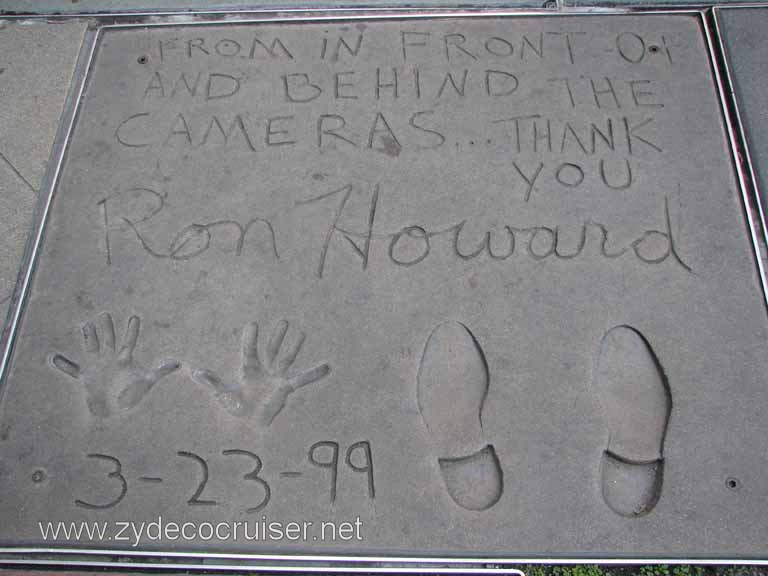 FROM IN FRONT OF
AND BEHIND THE
CAMERAS... THANK
YOU
Ron Howard
3-23-99
www.zydecocruiser.net